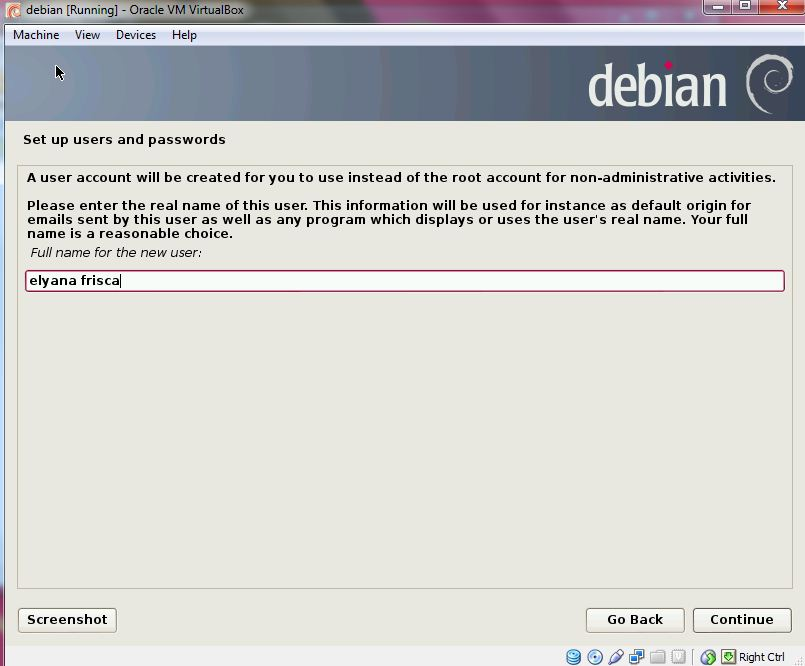 debian [Running] - Oracle VM VirtualBox
Machine View Devices Help
debian
Set up users and passwords
A user account will be created for you to use instead of the root account for non-administrative activities.
Please enter the real name of this user. This information will be used for instance as default origin for
emails sent by this user as well as any program which displays or uses the user's real name. Your full
name is a reasonable choice.
Full name for the new user:
elyana frisca
Screenshot Go Back Continue
Right Ctrl